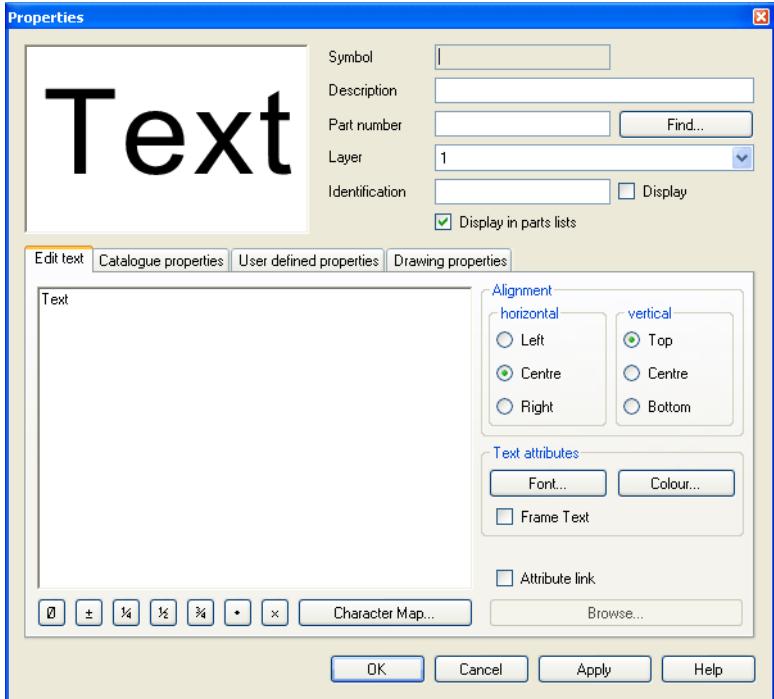 Properties
Text
Symbol
Description
Part number
Find...
Layer
1
Identification
Display
Display in parts lists
Edit text
Catalogue properties
User defined properties
Drawing properties
Text
Alignment
horizontal
vertical
Left
Top
Centre
Centre
Right
Bottom
Text attributes
Font...
Colour...
Frame Text
Attribute link
Ø
±
¼
½
¾
•
×
Character Map...
Browse...
OK
Cancel
Apply
Help